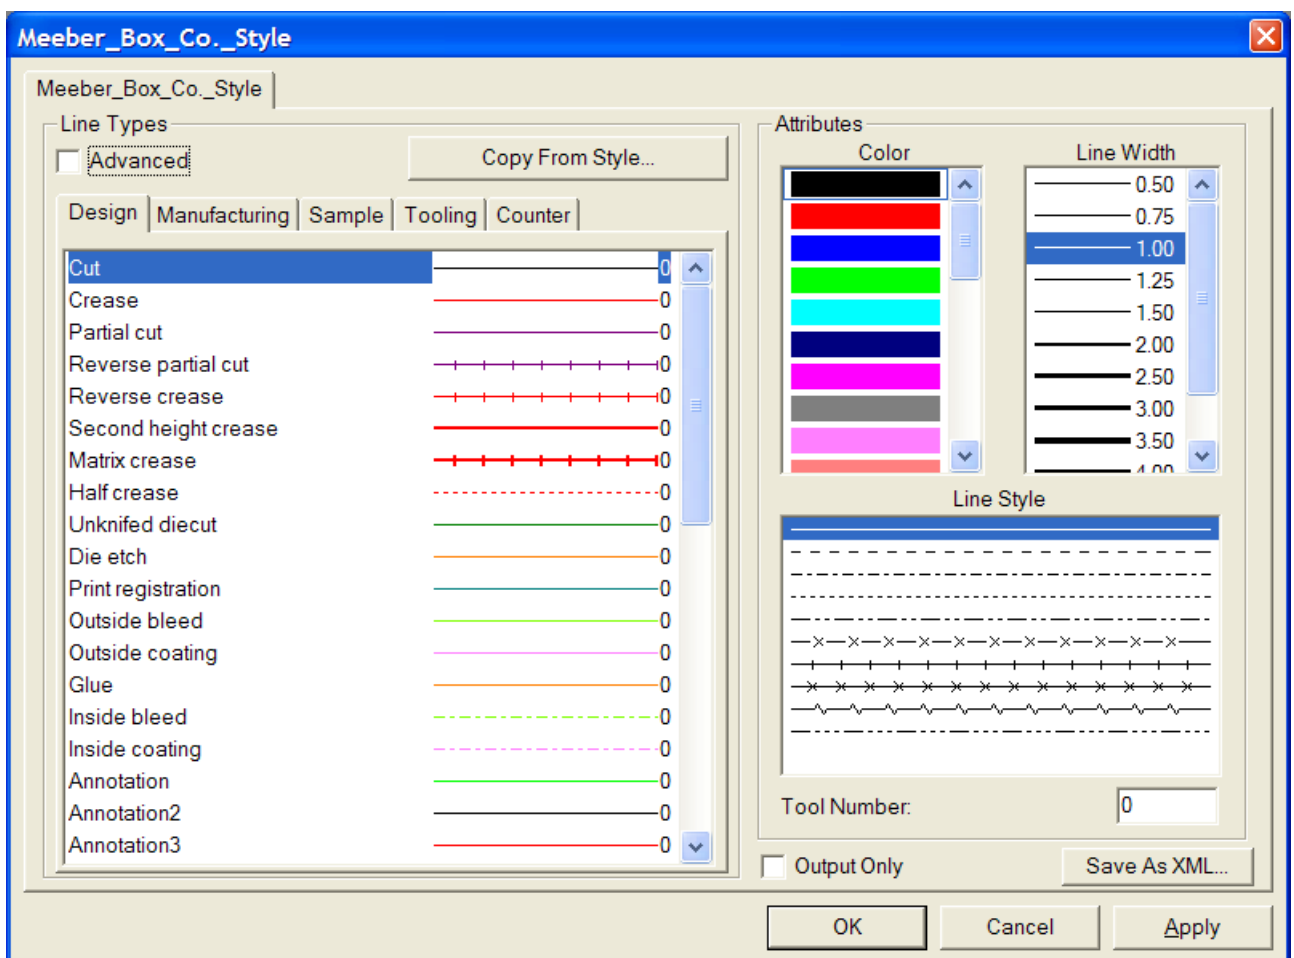 Meeber_Box_Co._Style
Meeber_Box_Co._Style
Line Types
Advanced
Copy From Style...
Design Manufacturing Sample Tooling Counter
Cut 0
Crease 0
Partial cut 0
Reverse partial cut 0
Reverse crease 0
Second height crease 0
Matrix crease 0
Half crease 0
Unknifed diecut 0
Die etch 0
Print registration 0
Outside bleed 0
Outside coating 0
Glue 0
Inside bleed 0
Inside coating 0
Annotation 0
Annotation2 0
Annotation3 0
Attributes
Color
Line Width
0.50
0.75
1.00
1.25
1.50
2.00
2.50
3.00
3.50
4.00
Line Style
Tool Number: 0
Output Only
Save As XML...
OK Cancel Apply